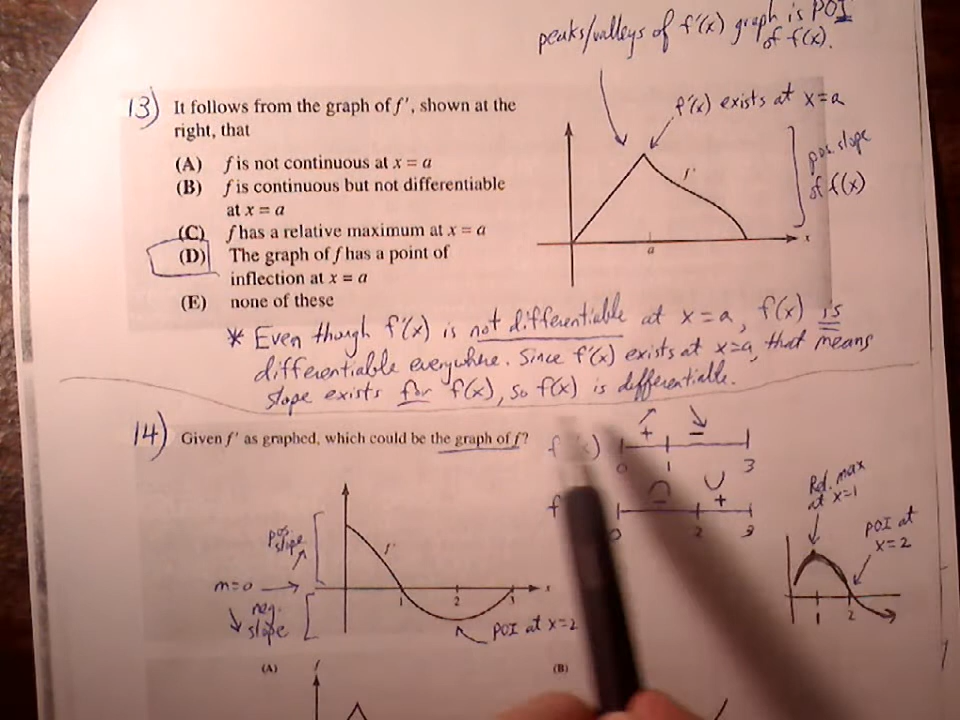 peaks/valleys of f'(x) graph is POI
of f(x).
13) It follows from the graph of f', shown at the
right, that
(A) f is not continuous at x = a
(B) f is continuous but not differentiable
at x = a
(C) f has a relative maximum at x = a
(D) The graph of f has a point of
inflection at x = a
(E) none of these
f'(x) exists at x=a
pos. slope
of f(x)
f'
x
a
* Even though f'(x) is not differentiable at x=a, f(x) is
differentiable everywhere. Since f'(x) exists at x=a, that means
slope exists for f(x), so f(x) is differentiable.
14) Given f' as graphed, which could be the graph of f?
+ −
0 1 3
− +
0 2 3
pos.
slope
m=0
neg.
slope
f'
1 2 3 x
POI at x=2
Rel. max
at x=1
POI at
x=2
1 2
(A) f
(B)